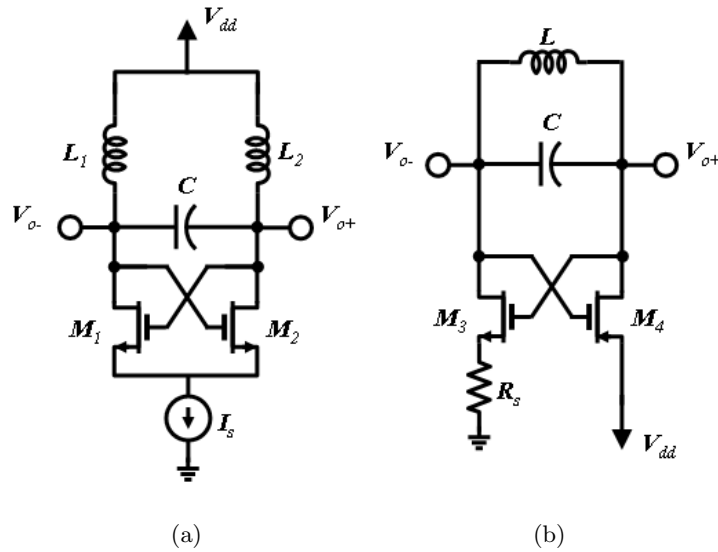 V_dd
L
L_1
L_2
C
C
V_o-
V_o+
V_o-
V_o+
M_1
M_2
M_3
M_4
I_s
R_s
V_dd
(a)
(b)